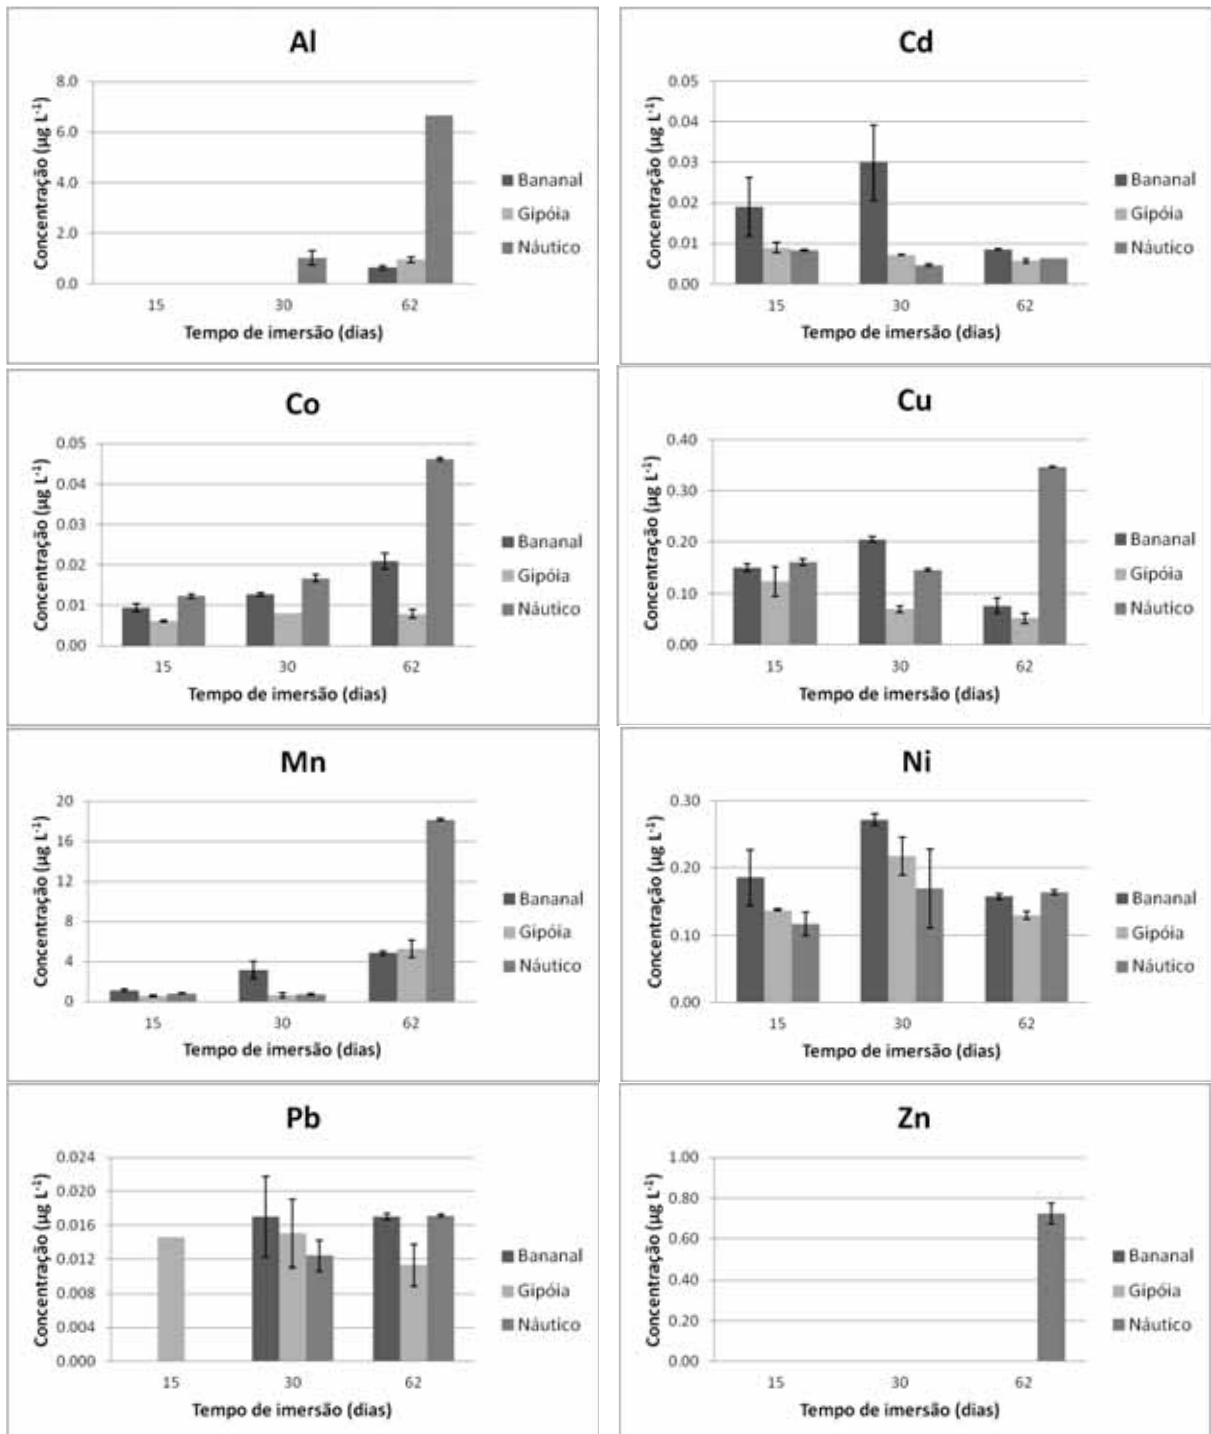 Al
Concentração (µg L⁻¹)
8.0
6.0
4.0
2.0
0.0
15 30 62
Tempo de imersão (dias)
Bananal
Gipóia
Náutico
Cd
Concentração (µg L⁻¹)
0.05
0.04
0.03
0.02
0.01
0.00
15 30 62
Tempo de imersão (dias)
Bananal
Gipóia
Náutico
Co
Concentração (µg L⁻¹)
0.05
0.04
0.03
0.02
0.01
0.00
15 30 62
Tempo de imersão (dias)
Bananal
Gipóia
Náutico
Cu
Concentração (µg L⁻¹)
0.40
0.30
0.20
0.10
0.00
15 30 62
Tempo de imersão (dias)
Bananal
Gipóia
Náutico
Mn
Concentração (µg L⁻¹)
20
16
12
8
4
0
15 30 62
Tempo de imersão (dias)
Bananal
Gipóia
Náutico
Ni
Concentração (µg L⁻¹)
0.30
0.20
0.10
0.00
15 30 62
Tempo de imersão (dias)
Bananal
Gipóia
Náutico
Pb
Concentração (µg L⁻¹)
0.024
0.020
0.016
0.012
0.008
0.004
0.000
15 30 62
Tempo de imersão (dias)
Bananal
Gipóia
Náutico
Zn
Concentração (µg L⁻¹)
1.00
0.80
0.60
0.40
0.20
0.00
15 30 62
Tempo de imersão (dias)
Bananal
Gipóia
Náutico